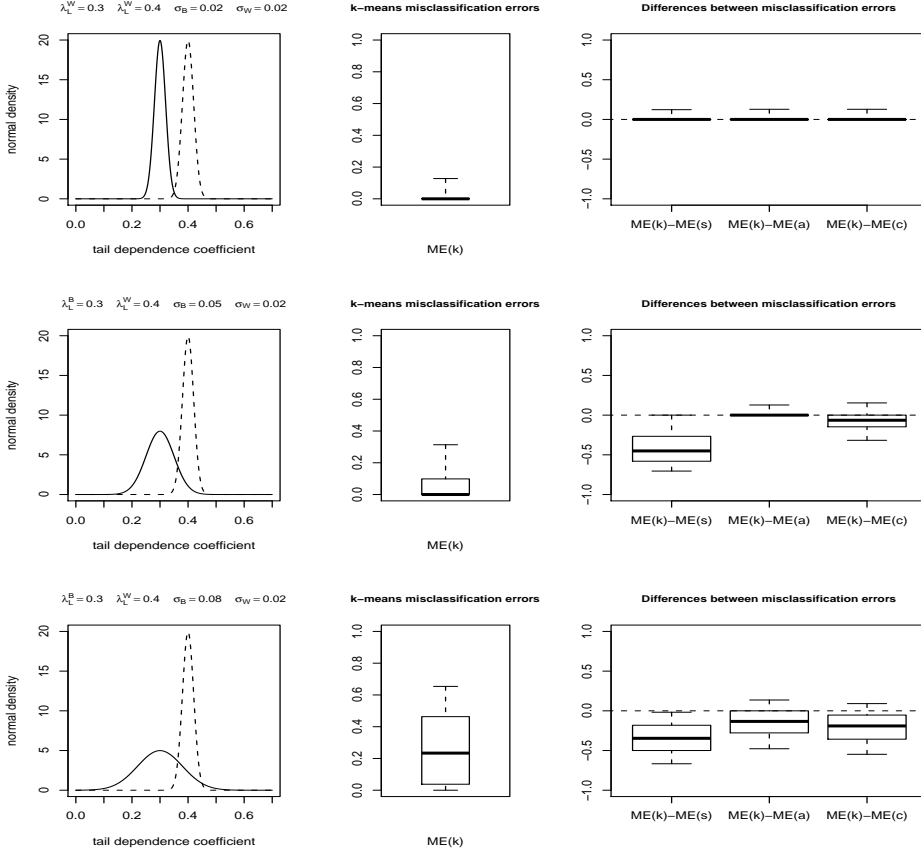 λ_L^W=0.3 λ_L^W=0.4 σ_B=0.02 σ_W=0.02
k−means misclassification errors
Differences between misclassification errors
normal density
0 5 10 15 20
0.0 0.2 0.4 0.6
tail dependence coefficient
0.0 0.2 0.4 0.6 0.8 1.0
ME(k)
−1.0 −0.5 0.0 0.5 1.0
ME(k)−ME(s) ME(k)−ME(a) ME(k)−ME(c)
λ_L^B=0.3 λ_L^W=0.4 σ_B=0.05 σ_W=0.02
k−means misclassification errors
Differences between misclassification errors
normal density
0 5 10 15 20
0.0 0.2 0.4 0.6
tail dependence coefficient
0.0 0.2 0.4 0.6 0.8 1.0
ME(k)
−1.0 −0.5 0.0 0.5 1.0
ME(k)−ME(s) ME(k)−ME(a) ME(k)−ME(c)
λ_L^B=0.3 λ_L^W=0.4 σ_B=0.08 σ_W=0.02
k−means misclassification errors
Differences between misclassification errors
normal density
0 5 10 15 20
0.0 0.2 0.4 0.6
tail dependence coefficient
0.0 0.2 0.4 0.6 0.8 1.0
ME(k)
−1.0 −0.5 0.0 0.5 1.0
ME(k)−ME(s) ME(k)−ME(a) ME(k)−ME(c)